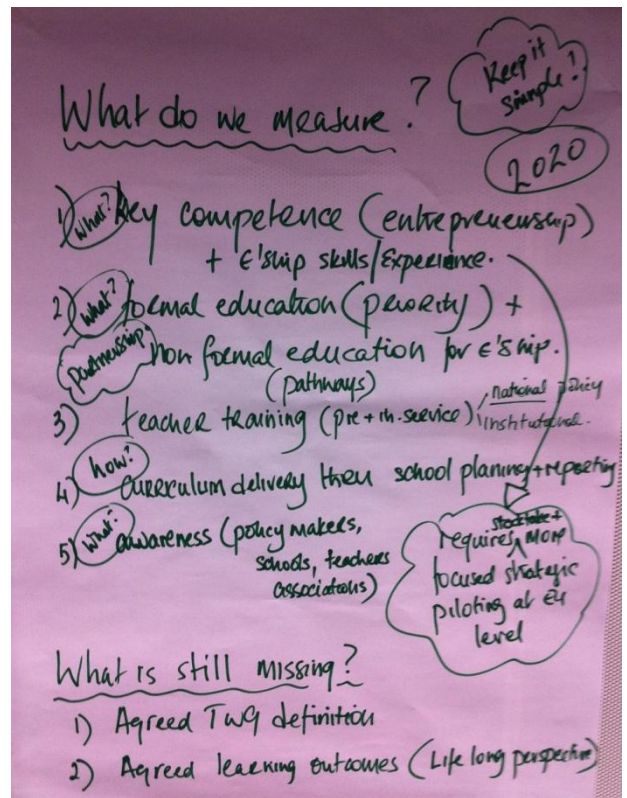 Keep it
simple!
What do we measure?
2020
1) What? Key competence (entrepreneurship)
+ €'ship skills/Experience.
2) What? formal education (priority) +
partnership. Non formal education for €'ship.
(pathways)
3) teacher training (pre + in-service) national policy
institutional.
4) how? curriculum delivery then school planing + reporting
5) What? awareness (policy makers,
schools, teachers
associations)
stocktake +
requires more
focused strategic
piloting at EU
level
What is still missing?
1) Agreed TWG definition
2) Agreed learning outcomes (Life long perspective)